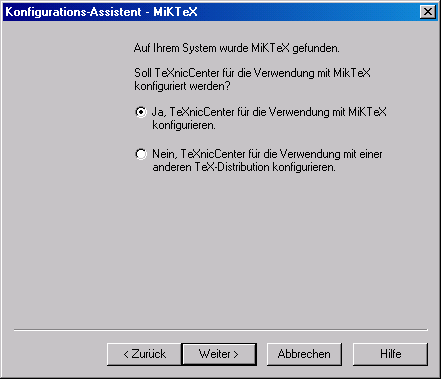 Konfigurations-Assistent - MiKTeX
Auf Ihrem System wurde MiKTeX gefunden.
Soll TeXnicCenter für die Verwendung mit MikTeX
konfiguriert werden?
Ja, TeXnicCenter für die Verwendung mit MiKTeX
konfigurieren.
Nein, TeXnicCenter für die Verwendung mit einer
anderen TeX-Distribution konfigurieren.
< Zurück
Weiter >
Abbrechen
Hilfe